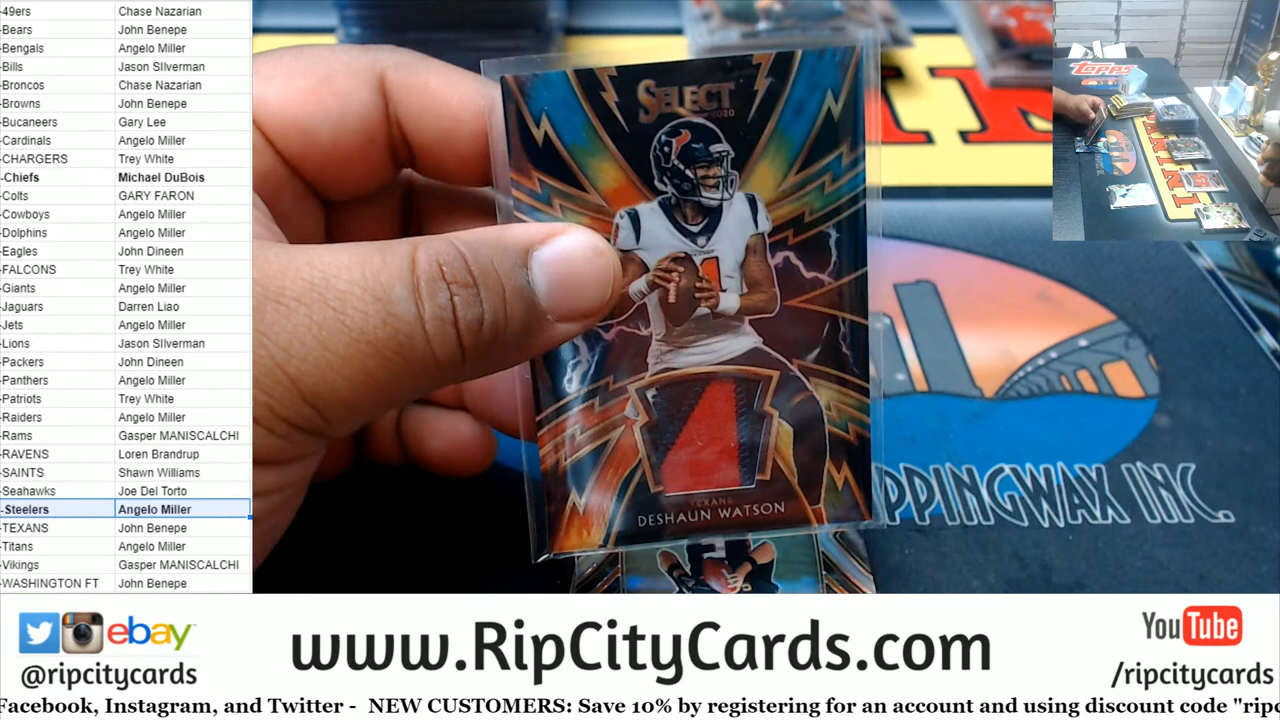 -49ers Chase Nazarian
-Bears John Benepe
-Bengals Angelo Miller
-Bills Jason SIlverman
-Broncos Chase Nazarian
-Browns John Benepe
-Bucaneers Gary Lee
-Cardinals Angelo Miller
-CHARGERS Trey White
-Chiefs Michael DuBois
-Colts GARY FARON
-Cowboys Angelo Miller
-Dolphins Angelo Miller
-Eagles John Dineen
-FALCONS Trey White
-Giants Angelo Miller
-Jaguars Darren Liao
-Jets Angelo Miller
-Lions Jason SIlverman
-Packers John Dineen
-Panthers Angelo Miller
-Patriots Trey White
-Raiders Angelo Miller
-Rams Gasper MANISCALCHI
-RAVENS Loren Brandrup
-SAINTS Shawn Williams
-Seahawks Joe Del Torto
-Steelers Angelo Miller
-TEXANS John Benepe
-Titans Angelo Miller
-Vikings Gasper MANISCALCHI
-WASHINGTON FT John Benepe
SELECT
2020
TEXANS
DESHAUN WATSON
PPINGWAX INC.
Topps
ebay
@ripcitycards
www.RipCityCards.com
YouTube
/ripcitycards
Facebook, Instagram, and Twitter - NEW CUSTOMERS: Save 10% by registering for an account and using discount code "ripc